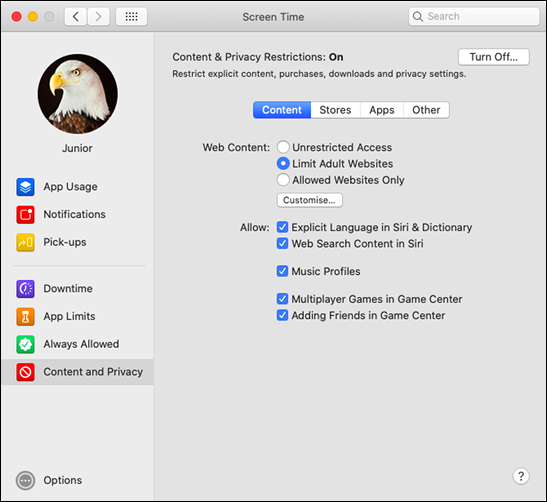 Screen Time
Search
Junior
App Usage
Notifications
Pick-ups
Downtime
App Limits
Always Allowed
Content and Privacy
Options
Content & Privacy Restrictions: On
Turn Off...
Restrict explicit content, purchases, downloads and privacy settings.
Content Stores Apps Other
Web Content: Unrestricted Access
Limit Adult Websites
Allowed Websites Only
Customise...
Allow: Explicit Language in Siri & Dictionary
Web Search Content in Siri
Music Profiles
Multiplayer Games in Game Center
Adding Friends in Game Center
?